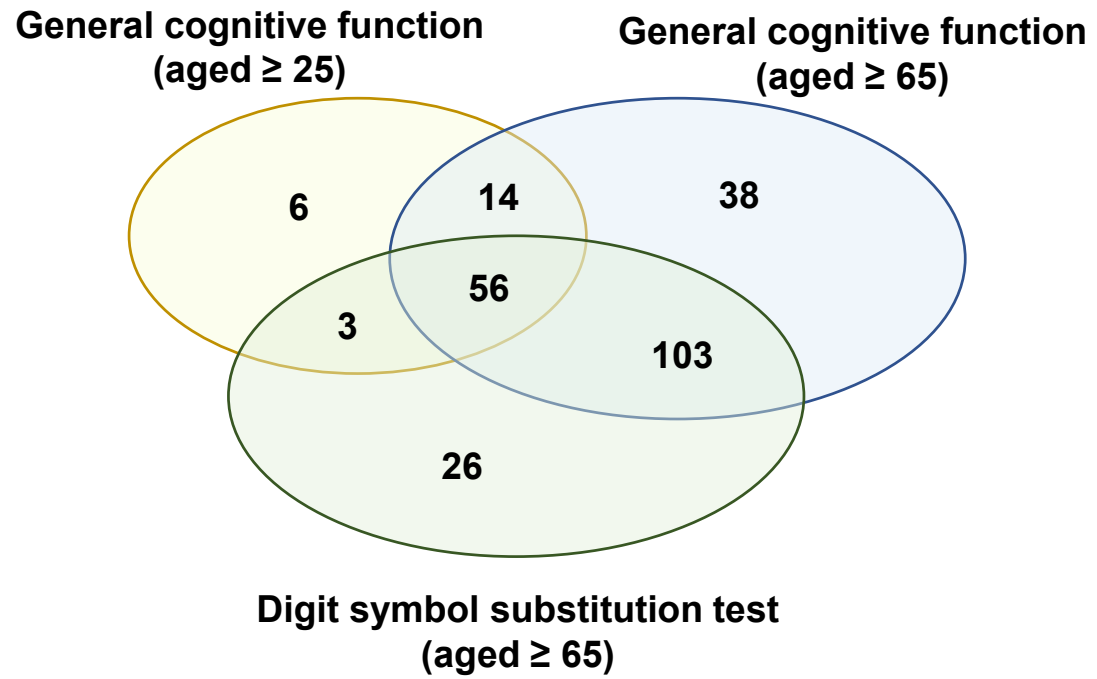 General cognitive function
(aged ≥ 25)
General cognitive function
(aged ≥ 65)
6
14
38
56
3
103
26
Digit symbol substitution test
(aged ≥ 65)